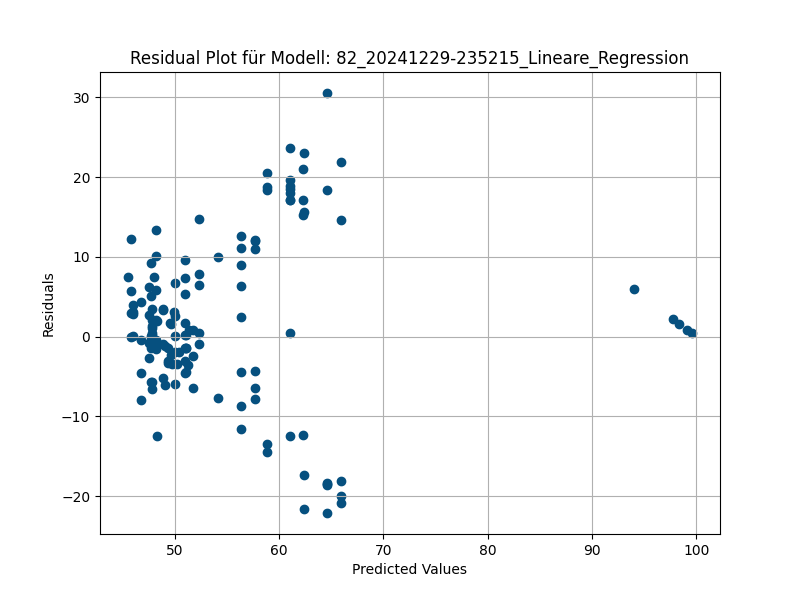 Residual Plot für Modell: 82_20241229-235215_Lineare_Regression
30
20
10
0
−10
−20
Residuals
50 60 70 80 90 100
Predicted Values